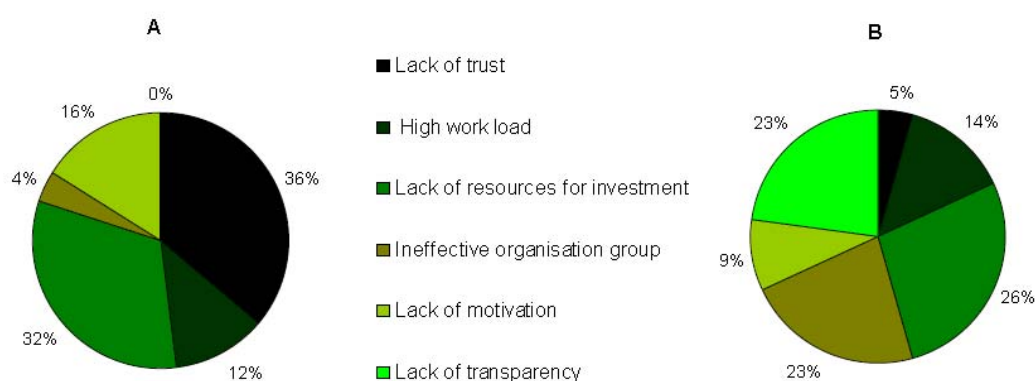 A
0%
16%
36%
4%
32%
12%
Lack of trust
High work load
Lack of resources for investment
Ineffective organisation group
Lack of motivation
Lack of transparency
B
5%
23%
14%
9%
26%
23%